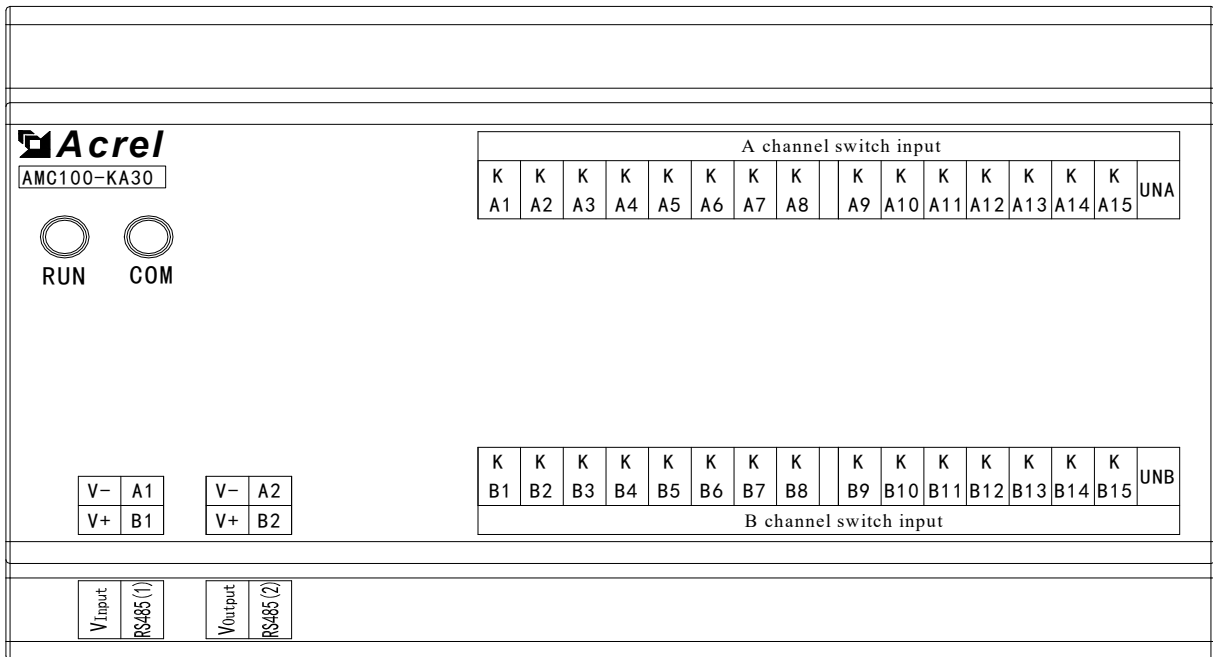 Acrel
AMC100-KA30
RUN COM
A channel switch input
K K K K K K K K K K K K K K K UNA
A1 A2 A3 A4 A5 A6 A7 A8 A9 A10 A11 A12 A13 A14 A15
K K K K K K K K K K K K K K K UNB
B1 B2 B3 B4 B5 B6 B7 B8 B9 B10 B11 B12 B13 B14 B15
B channel switch input
V- A1 V- A2
V+ B1 V+ B2
VInput RS485(1) VOutput RS485(2)